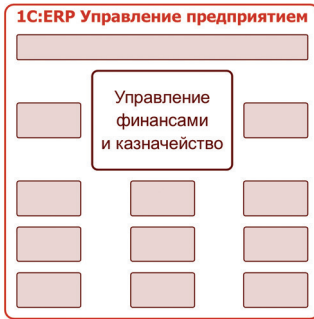 1С:ERP Управление предприятием
Управление
финансами
и казначейство